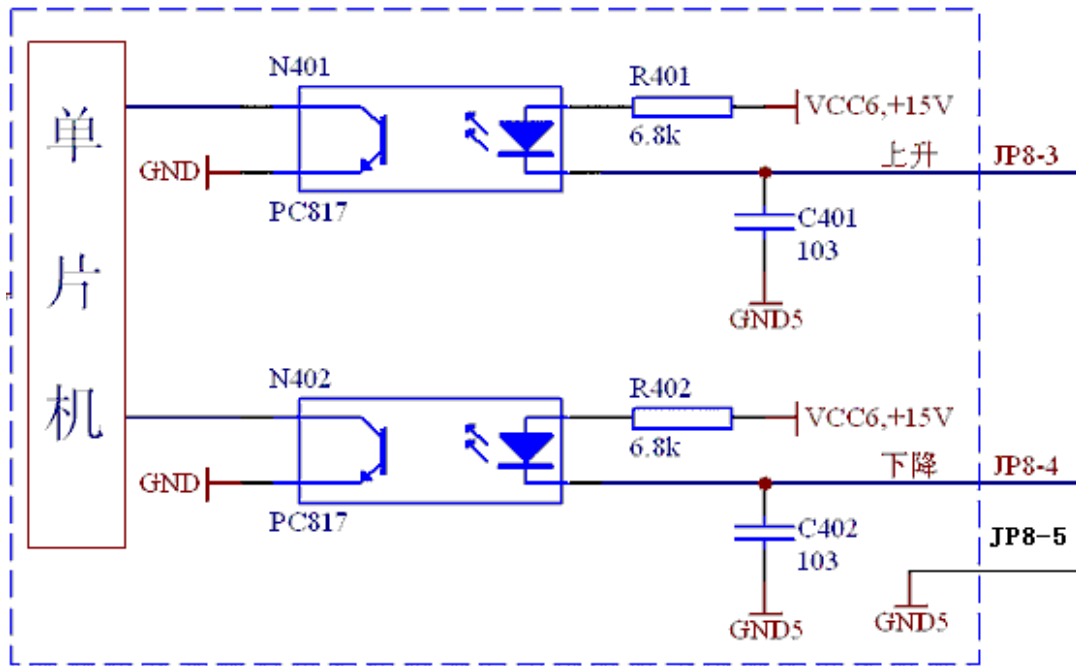 N401
R401
VCC6,+15V
6.8k
上升
JP8-3
GND
PC817
C401
103
GND5
单
片
机
N402
R402
VCC6,+15V
6.8k
下降
JP8-4
GND
PC817
C402
103
JP8-5
GND5
GND5